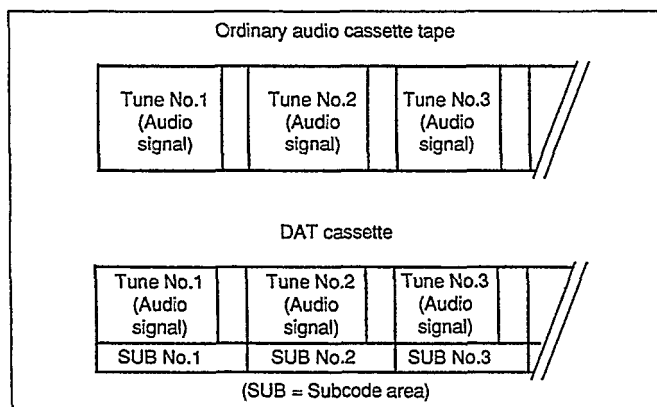 Ordinary audio cassette tape
Tune No.1 Tune No.2 Tune No.3
(Audio (Audio (Audio
signal) signal) signal)
DAT cassette
Tune No.1 Tune No.2 Tune No.3
(Audio (Audio (Audio
signal) signal) signal)
SUB No.1 SUB No.2 SUB No.3
(SUB = Subcode area)